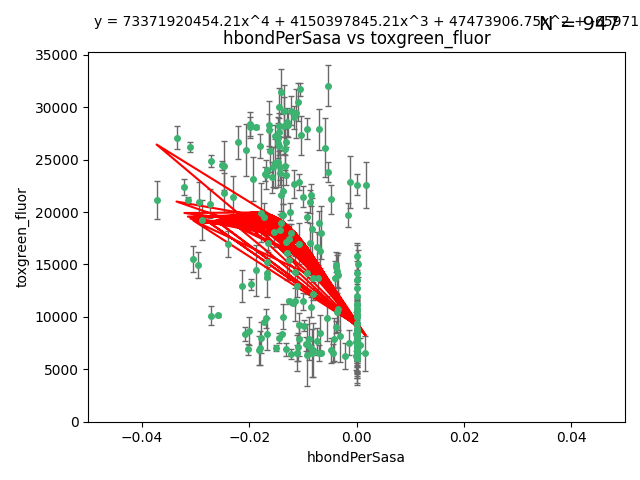 y = 73371920454.21x^4 + 4150397845.21x^3 + 47473906.75x^2 +
N = 947
hbondPerSasa vs toxgreen_fluor
35000
30000
25000
20000
15000
10000
5000
0
toxgreen_fluor
-0.04 -0.02 0.00 0.02 0.04
hbondPerSasa